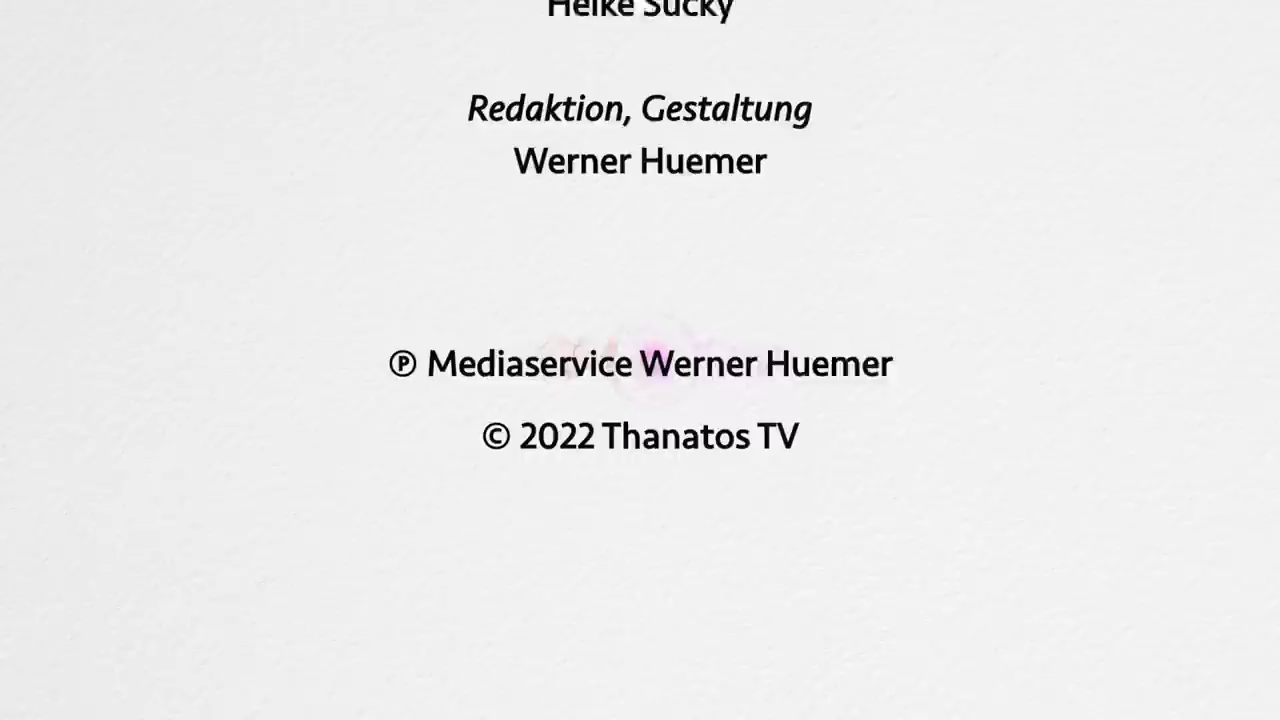 Heike Sucky
Redaktion, Gestaltung
Werner Huemer
℗ Mediaservice Werner Huemer
© 2022 Thanatos TV